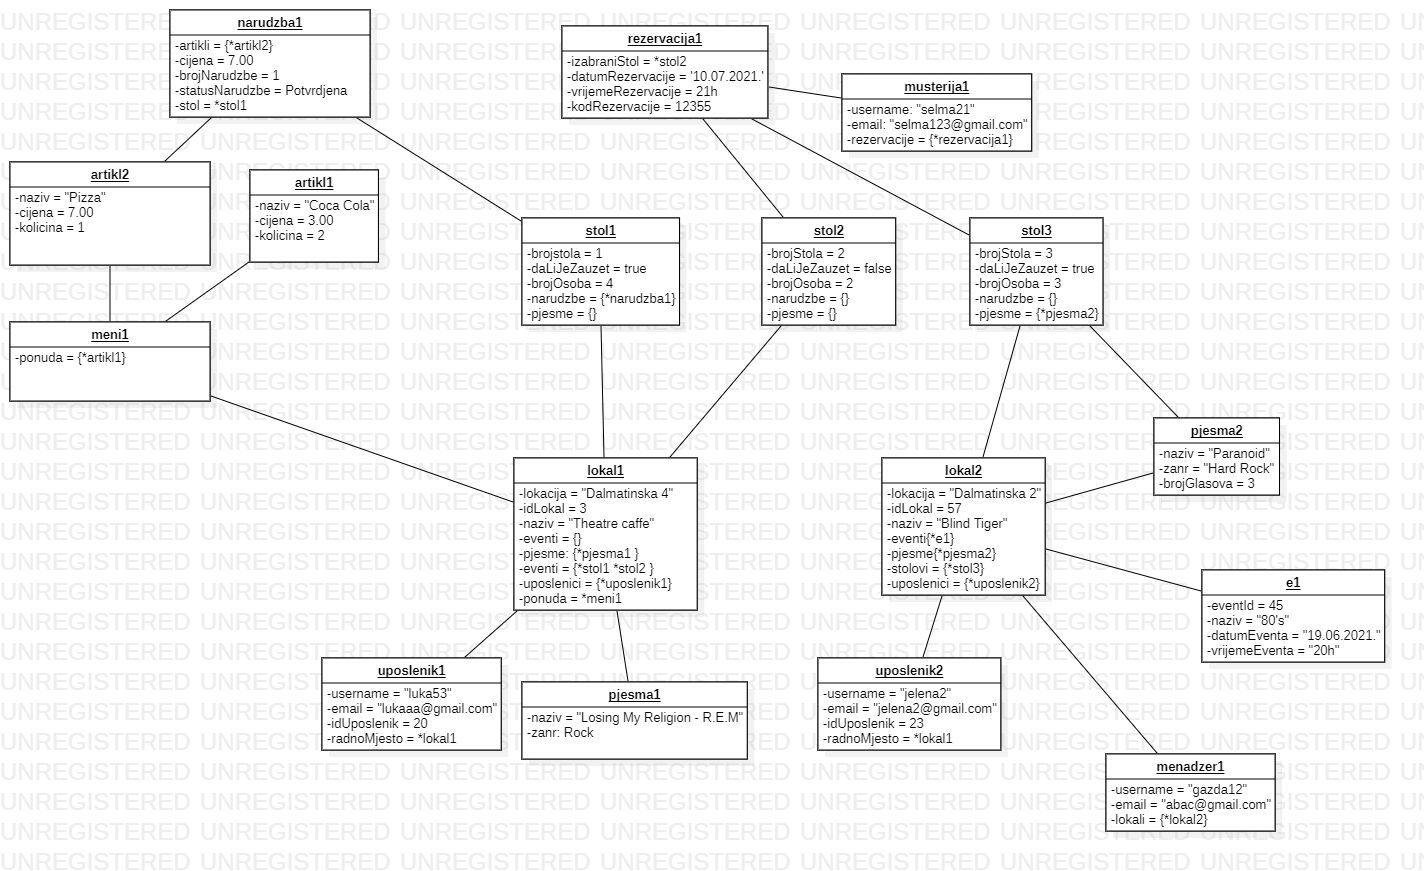 narudzba1
-artikli = {*artikl2}
-cijena = 7.00
-brojNarudzbe = 1
-statusNarudzbe = Potvrdjena
-stol = *stol1
rezervacija1
-izabraniStol = *stol2
-datumRezervacije = '10.07.2021.'
-vrijemeRezervacije = 21h
-kodRezervacije = 12355
musterija1
-username: "selma21"
-email: "selma123@gmail.com"
-rezervacije = {*rezervacija1}
artikl2
-naziv = "Pizza"
-cijena = 7.00
-kolicina = 1
artikl1
-naziv = "Coca Cola"
-cijena = 3.00
-kolicina = 2
stol1
-brojstola = 1
-daLiJeZauzet = true
-brojOsoba = 4
-narudzbe = {*narudzba1}
-pjesme = {}
stol2
-brojStola = 2
-daLiJeZauzet = false
-brojOsoba = 2
-narudzbe = {}
-pjesme = {}
stol3
-brojStola = 3
-daLiJeZauzet = true
-brojOsoba = 3
-narudzbe = {}
-pjesme = {*pjesma2}
meni1
-ponuda = {*artikl1}
pjesma2
-naziv = "Paranoid"
-zanr = "Hard Rock"
-brojGlasova = 3
lokal1
-lokacija = "Dalmatinska 4"
-idLokal = 3
-naziv = "Theatre caffe"
-eventi = {}
-pjesme: {*pjesma1 }
-eventi = {*stol1 *stol2 }
-uposlenici = {*uposlenik1}
-ponuda = *meni1
lokal2
-lokacija = "Dalmatinska 2"
-idLokal = 57
-naziv = "Blind Tiger"
-eventi{*e1}
-pjesme{*pjesma2}
-stolovi = {*stol3}
-uposlenici = {*uposlenik2}
e1
-eventId = 45
-naziv = "80's"
-datumEventa = "19.06.2021."
-vrijemeEventa = "20h"
uposlenik1
-username = "luka53"
-email = "lukaaa@gmail.com"
-idUposlenik = 20
-radnoMjesto = *lokal1
pjesma1
-naziv = "Losing My Religion - R.E.M"
-zanr: Rock
uposlenik2
-username = "jelena2"
-email = "jelena2@gmail.com"
-idUposlenik = 23
-radnoMjesto = *lokal1
menadzer1
-username = "gazda12"
-email = "abac@gmail.com"
-lokali = {*lokal2}
UNREGISTERED